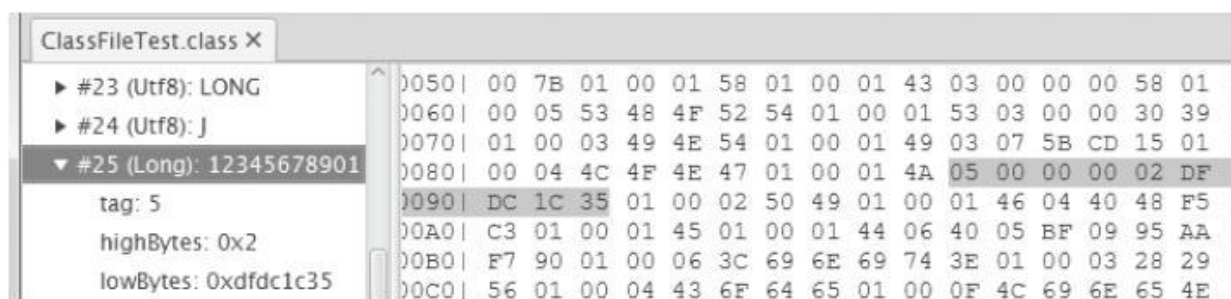 ClassFileTest.class ×
▶ #23 (Utf8): LONG
▶ #24 (Utf8): J
▼ #25 (Long): 12345678901
tag: 5
highBytes: 0x2
lowBytes: 0xdfdc1c35
0050| 00 7B 01 00 01 58 01 00 01 43 03 00 00 00 58 01
0060| 00 05 53 48 4F 52 54 01 00 01 53 03 00 00 30 39
0070| 01 00 03 49 4E 54 01 00 01 49 03 07 5B CD 15 01
0080| 00 04 4C 4F 4E 47 01 00 01 4A 05 00 00 00 02 DF
0090| DC 1C 35 01 00 02 50 49 01 00 01 46 04 40 48 F5
00A0| C3 01 00 01 45 01 00 01 44 06 40 05 BF 09 95 AA
00B0| F7 90 01 00 06 3C 69 6E 69 74 3E 01 00 03 28 29
00C0| 56 01 00 04 43 6F 64 65 01 00 0F 4C 69 6E 65 4E